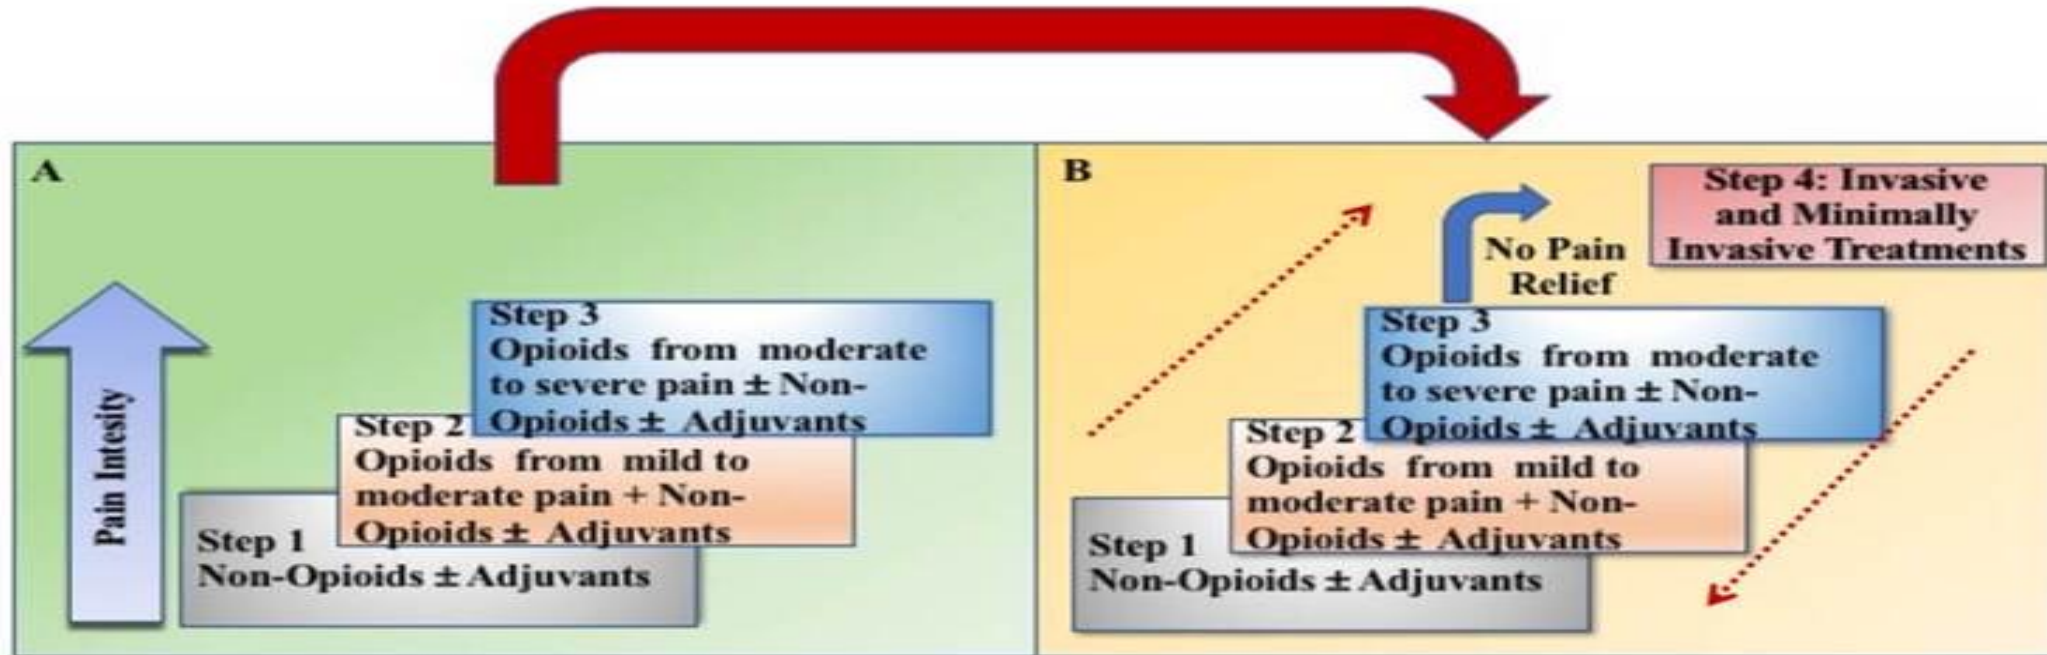 A
Pain Intesity
Step 3
Opioids from moderate
to severe pain ± Non-
Opioids ± Adjuvants
Step 2
Opioids from mild to
moderate pain + Non-
Opioids ± Adjuvants
Step 1
Non-Opioids ± Adjuvants
B
Step 4: Invasive
and Minimally
Invasive Treatments
No Pain
Relief
Step 3
Opioids from moderate
to severe pain ± Non-
Opioids ± Adjuvants
Step 2
Opioids from mild to
moderate pain + Non-
Opioids ± Adjuvants
Step 1
Non-Opioids ± Adjuvants